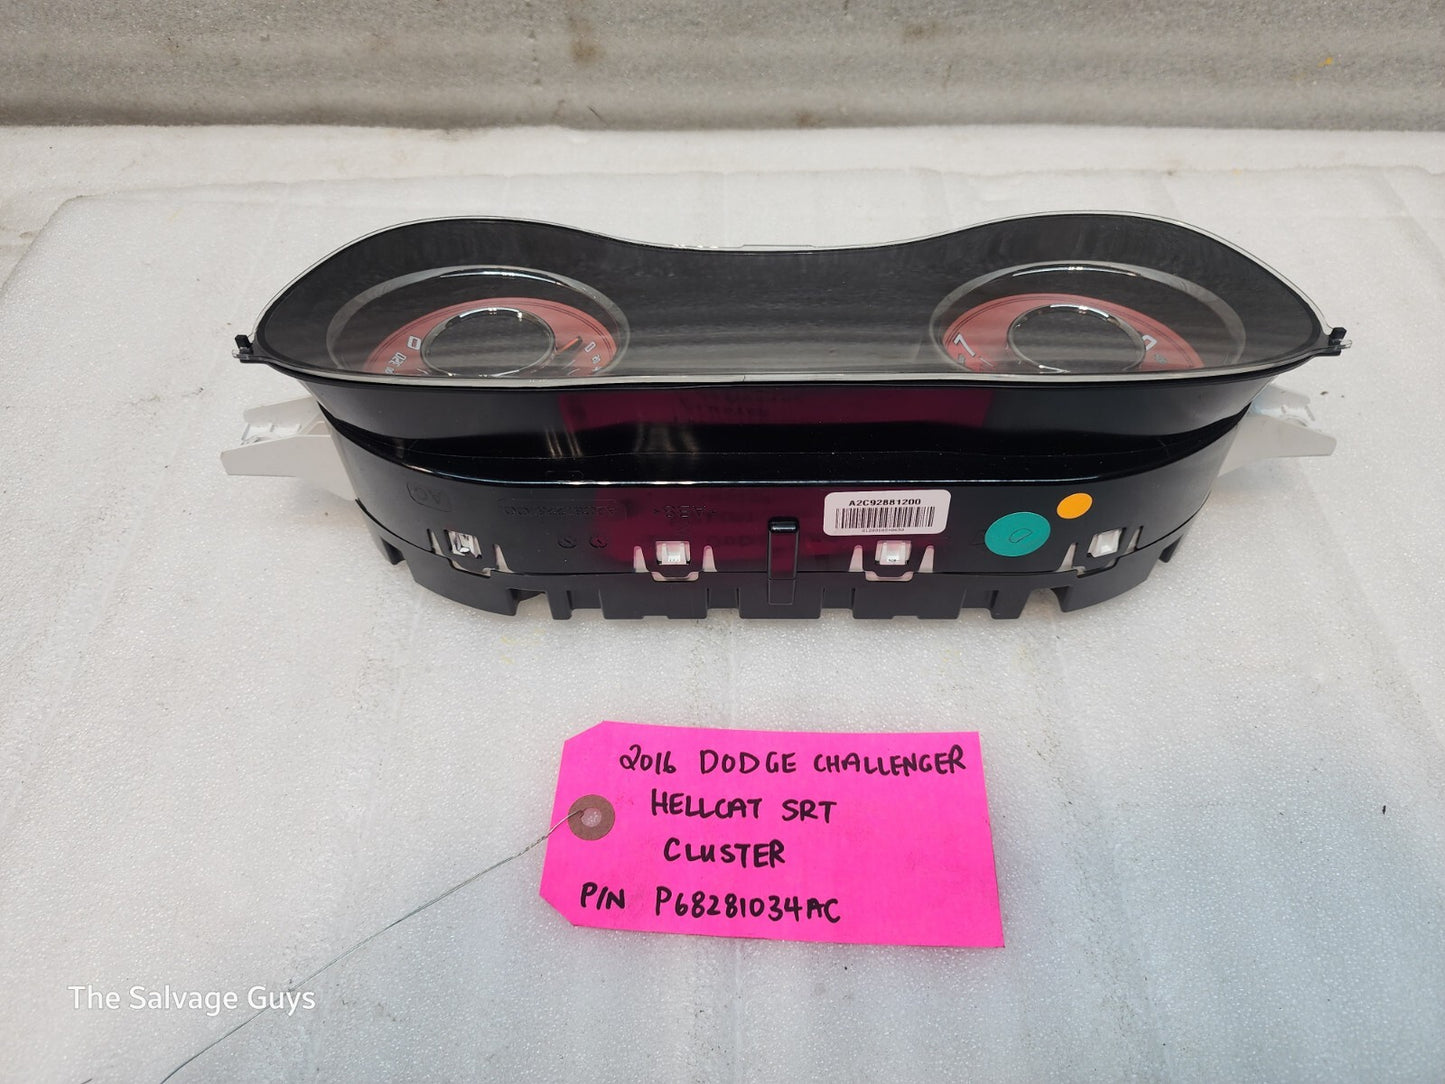 A2C92881200
2016 DODGE CHALLENGER
HELLCAT SRT
CLUSTER
P/N P68281034AC
The Salvage Guys